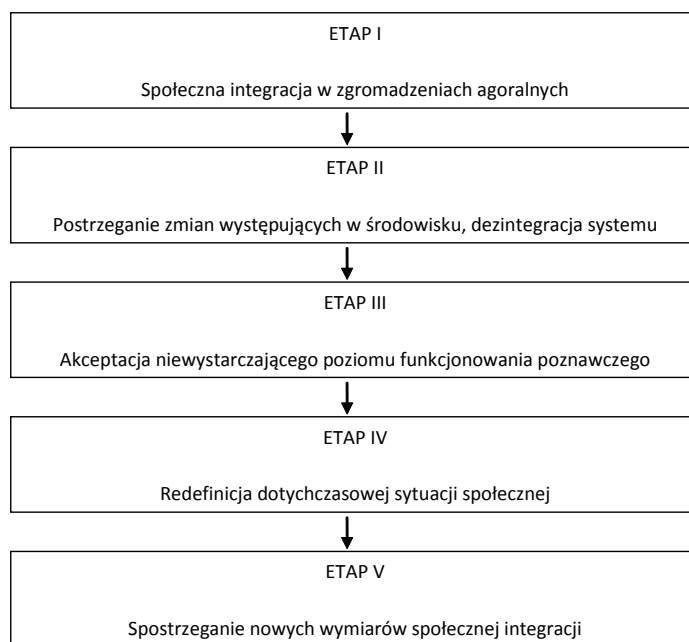 ETAP I
Społeczna integracja w zgromadzeniach agoralnych
ETAP II
Postrzeganie zmian występujących w środowisku, dezintegracja systemu
ETAP III
Akceptacja niewystarczającego poziomu funkcjonowania poznawczego
ETAP IV
Redefinicja dotychczasowej sytuacji społecznej
ETAP V
Spostrzeganie nowych wymiarów społecznej integracji